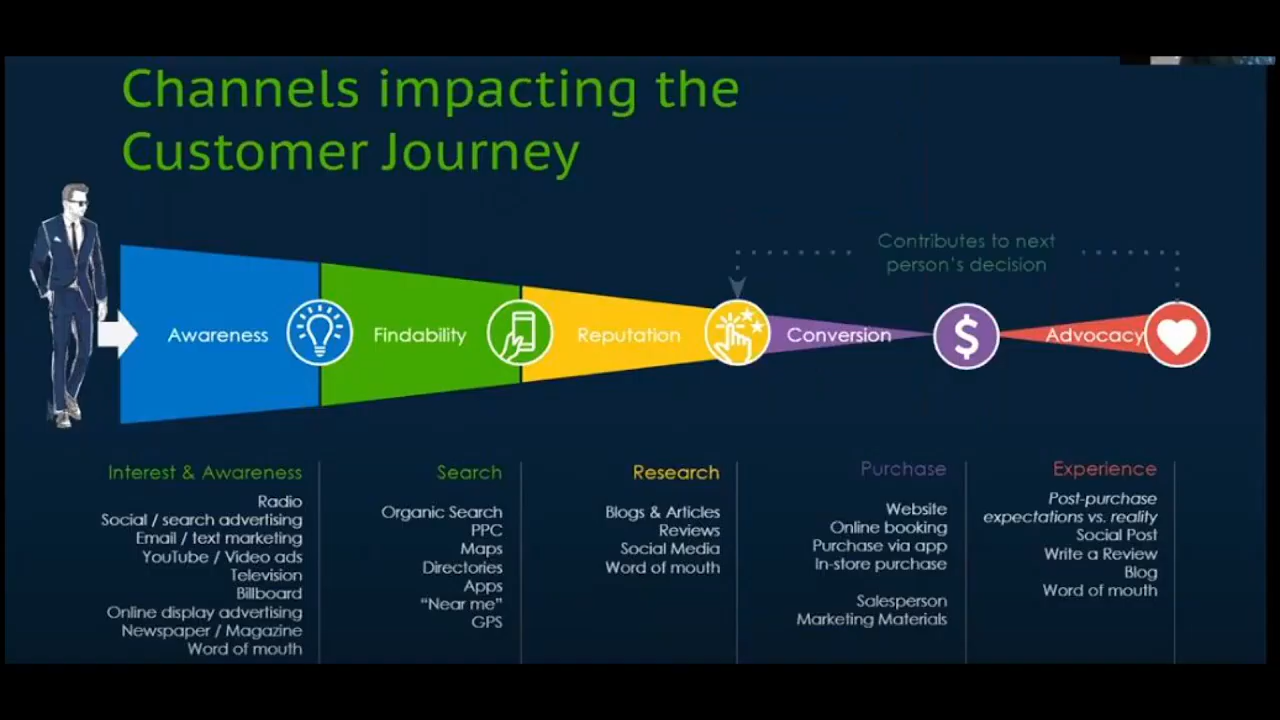 Channels impacting the
Customer Journey
Contributes to next
person's decision
Awareness
Findability
Reputation
Conversion
$
Advocacy
Interest & Awareness
Radio
Social / search advertising
Email / text marketing
YouTube / Video ads
Television
Billboard
Online display advertising
Newspaper / Magazine
Word of mouth
Search
Organic Search
PPC
Maps
Directories
Apps
“Near me”
GPS
Research
Blogs & Articles
Reviews
Social Media
Word of mouth
Purchase
Website
Online booking
Purchase via app
In-store purchase
Salesperson
Marketing Materials
Experience
Post-purchase
expectations vs. reality
Social Post
Write a Review
Blog
Word of mouth